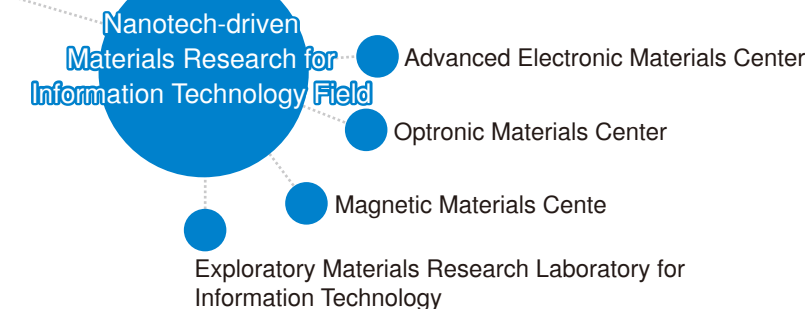 Nanotech-driven
Materials Research for
Information Technology Field
Advanced Electronic Materials Center
Optronic Materials Center
Magnetic Materials Cente
Exploratory Materials Research Laboratory for
Information Technology